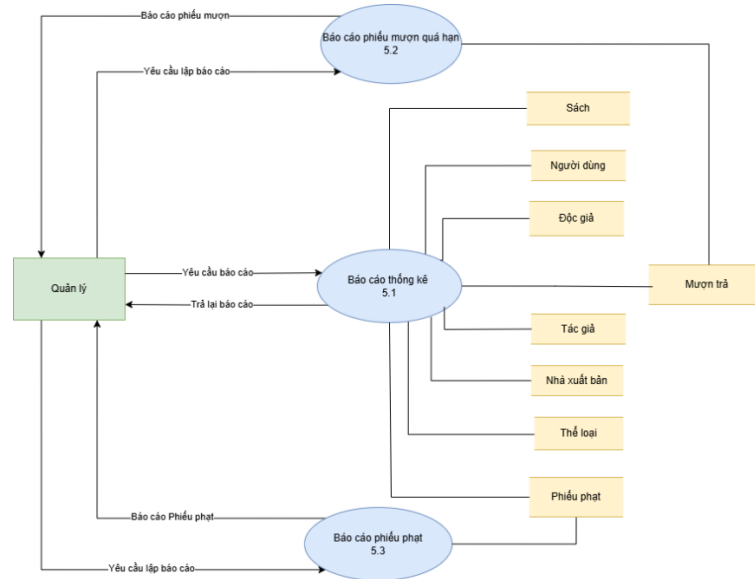 Báo cáo phiếu mượn
Báo cáo phiếu mượn quá hạn
5.2
Yêu cầu lập báo cáo
Sách
Người dùng
Độc giả
Quản lý
Yêu cầu báo cáo
Báo cáo thống kê
5.1
Mượn trả
Trả lại báo cáo
Tác giả
Nhà xuất bản
Thể loại
Phiếu phạt
Báo cáo Phiếu phạt
Báo cáo phiếu phạt
5.3
Yêu cầu lập báo cáo